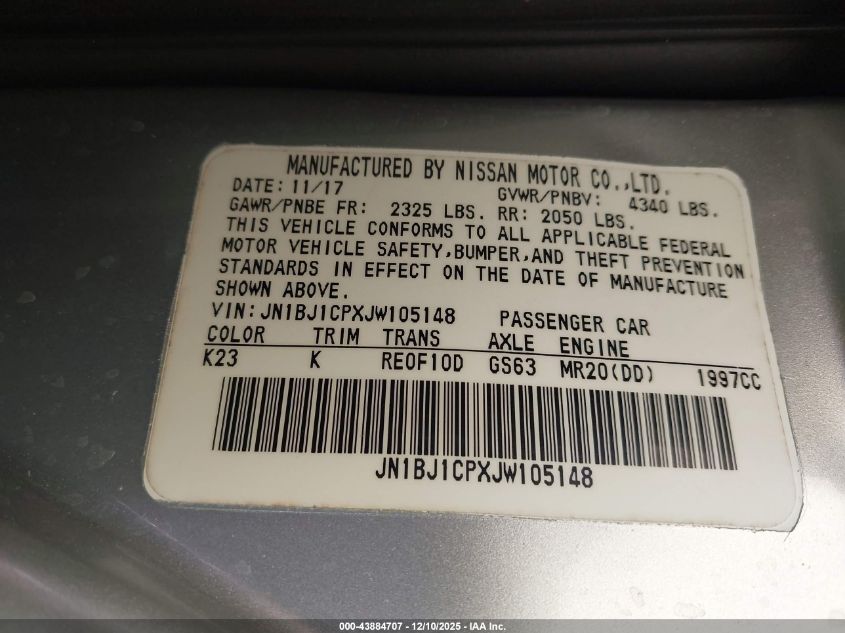 MANUFACTURED BY NISSAN MOTOR CO.,LTD.
DATE: 11/17 GVWR/PNBV: 4340 LBS.
GAWR/PNBE FR: 2325 LBS. RR: 2050 LBS.
THIS VEHICLE CONFORMS TO ALL APPLICABLE FEDERAL
MOTOR VEHICLE SAFETY,BUMPER,AND THEFT PREVENTION
STANDARDS IN EFFECT ON THE DATE OF MANUFACTURE
SHOWN ABOVE.
VIN:JN1BJ1CPXJW105148 PASSENGER CAR
COLOR TRIM TRANS AXLE ENGINE
K23 K RE0F10D GS63 MR20(DD) 1997CC
JN1BJ1CPXJW105148
000-43884707 - 12/10/2025 - IAA Inc.